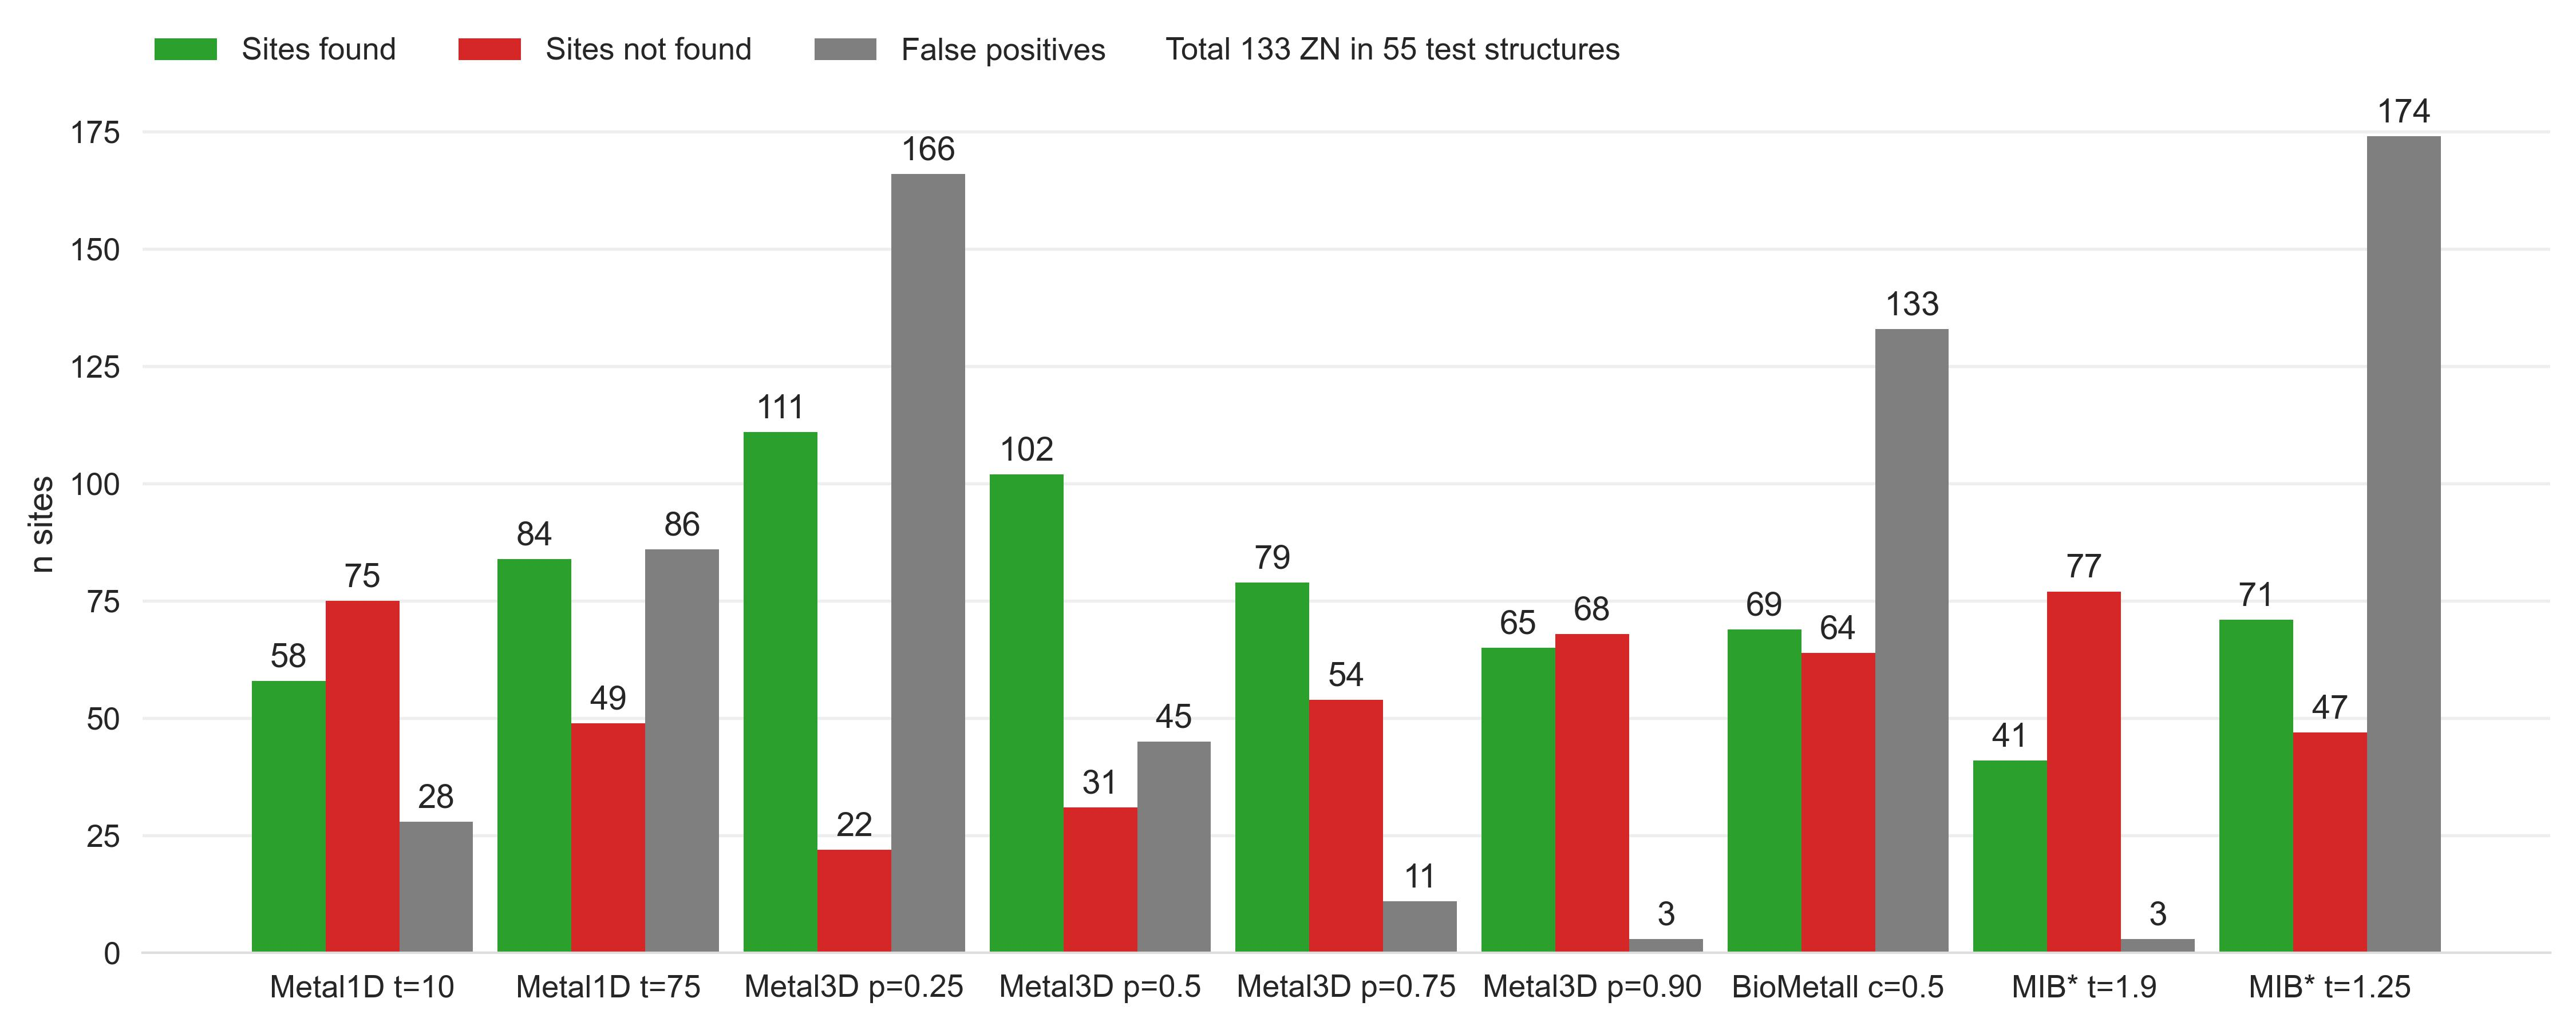 Sites found
Sites not found
False positives
Total 133 ZN in 55 test structures
n sites
175
150
125
100
75
50
25
0
58
75
28
84
49
86
111
22
166
102
31
45
79
54
11
65
68
3
69
64
133
41
77
3
71
47
174
Metal1D t=10
Metal1D t=75
Metal3D p=0.25
Metal3D p=0.5
Metal3D p=0.75
Metal3D p=0.90
BioMetall c=0.5
MIB* t=1.9
MIB* t=1.25